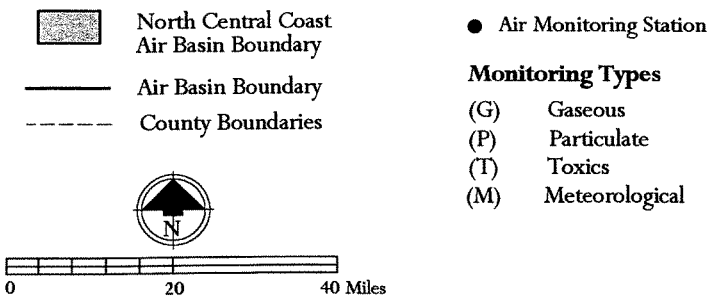 North Central Coast
Air Basin Boundary
Air Basin Boundary
County Boundaries
Air Monitoring Station
Monitoring Types
(G) Gaseous
(P) Particulate
(T) Toxics
(M) Meteorological
N
0 20 40 Miles